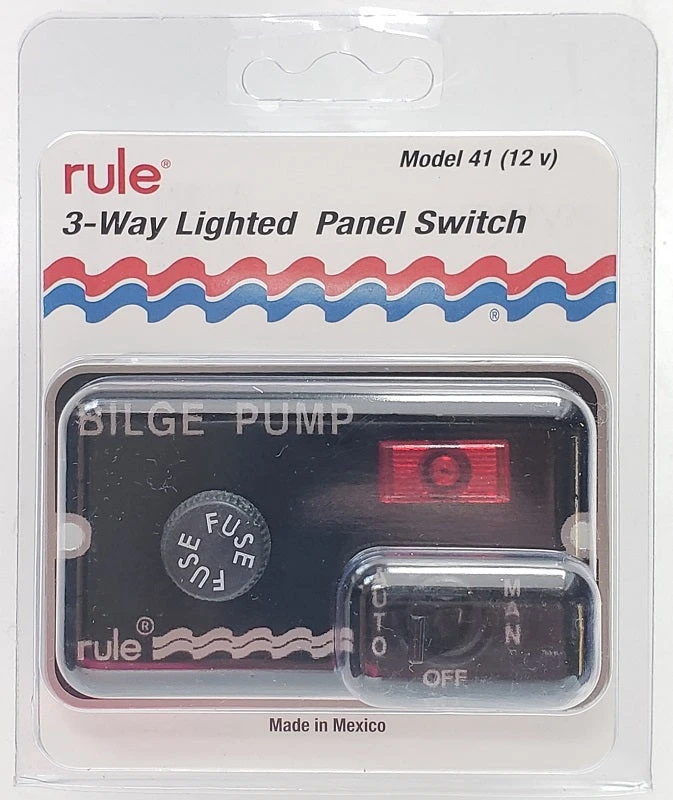 rule®
Model 41 (12 v)
3-Way Lighted Panel Switch
®
BILGE PUMP
FUSE FUSE
AUTO
MAN
OFF
rule®
Made in Mexico